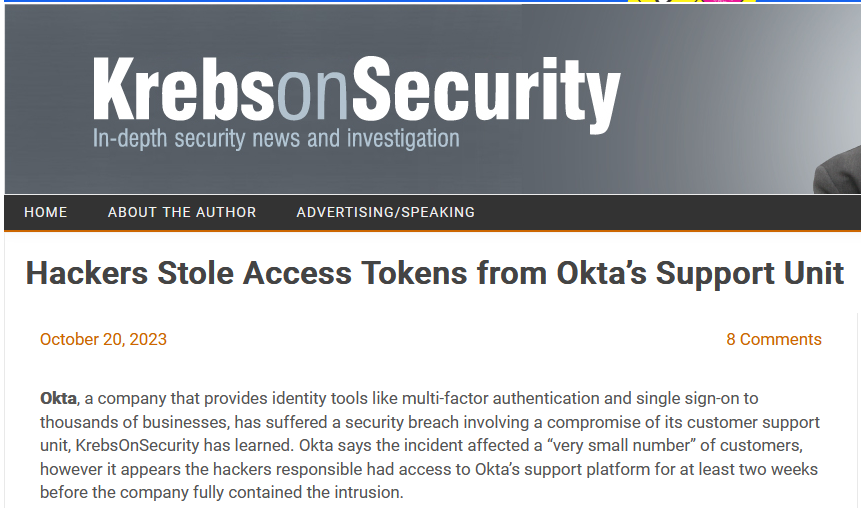 KrebsonSecurity
In-depth security news and investigation
HOME ABOUT THE AUTHOR ADVERTISING/SPEAKING
Hackers Stole Access Tokens from Okta’s Support Unit
October 20, 2023 8 Comments
Okta, a company that provides identity tools like multi-factor authentication and single sign-on to
thousands of businesses, has suffered a security breach involving a compromise of its customer support
unit, KrebsOnSecurity has learned. Okta says the incident affected a “very small number” of customers,
however it appears the hackers responsible had access to Okta’s support platform for at least two weeks
before the company fully contained the intrusion.